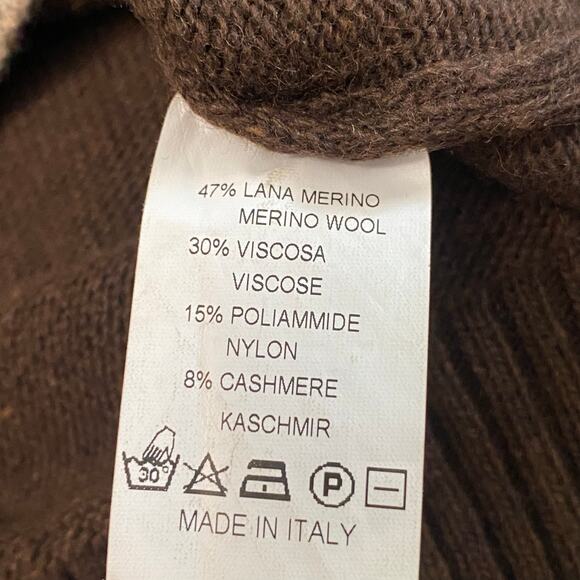 47% LANA MERINO
MERINO WOOL
30% VISCOSA
VISCOSE
15% POLIAMMIDE
NYLON
8% CASHMERE
KASCHMIR
30° P
MADE IN ITALY